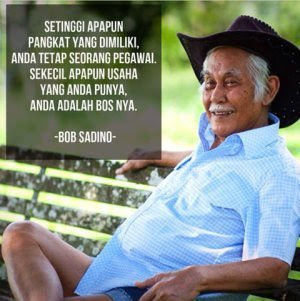 SETINGGI APAPUN
PANGKAT YANG DIMILIKI,
ANDA TETAP SEORANG PEGAWAI.
SEKECIL APAPUN USAHA
YANG ANDA PUNYA,
ANDA ADALAH BOS NYA.
-BOB SADINO-